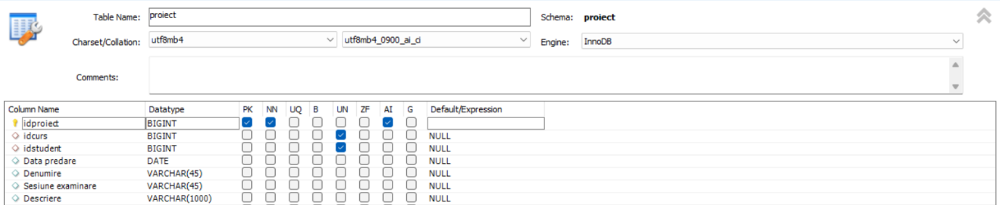 Table Name: proiect Schema: proiect
Charset/Collation: utf8mb4 utf8mb4_0900_ai_ci Engine: InnoDB
Comments:
Column Name Datatype PK NN UQ B UN ZF AI G Default/Expression
idproiect BIGINT
idcurs BIGINT NULL
idstudent BIGINT NULL
Data predare DATE NULL
Denumire VARCHAR(45) NULL
Sesiune examinare VARCHAR(45) NULL
Descriere VARCHAR(1000) NULL